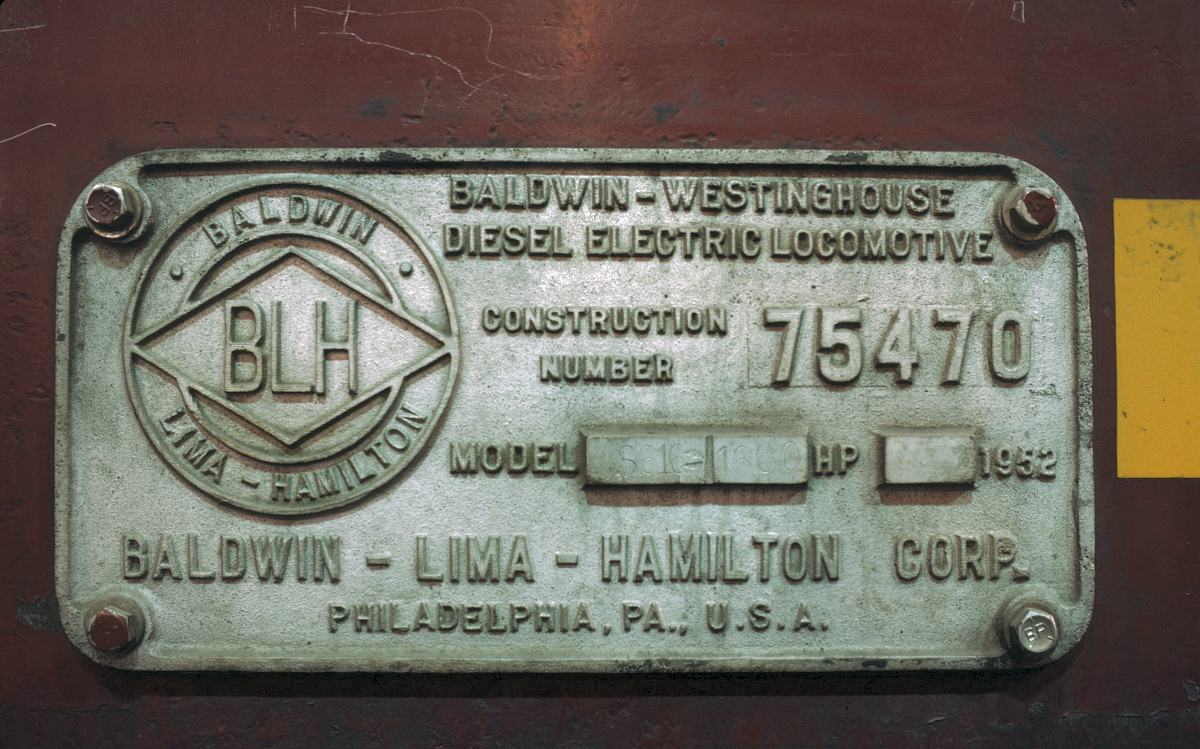 BALDWIN
BLH
LIMA - HAMILTON
BALDWIN - WESTINGHOUSE
DIESEL ELECTRIC LOCOMOTIVE
CONSTRUCTION
NUMBER
75470
MODEL 1600 HP 1952
BALDWIN - LIMA - HAMILTON CORP.
PHILADELPHIA, PA., U.S.A.